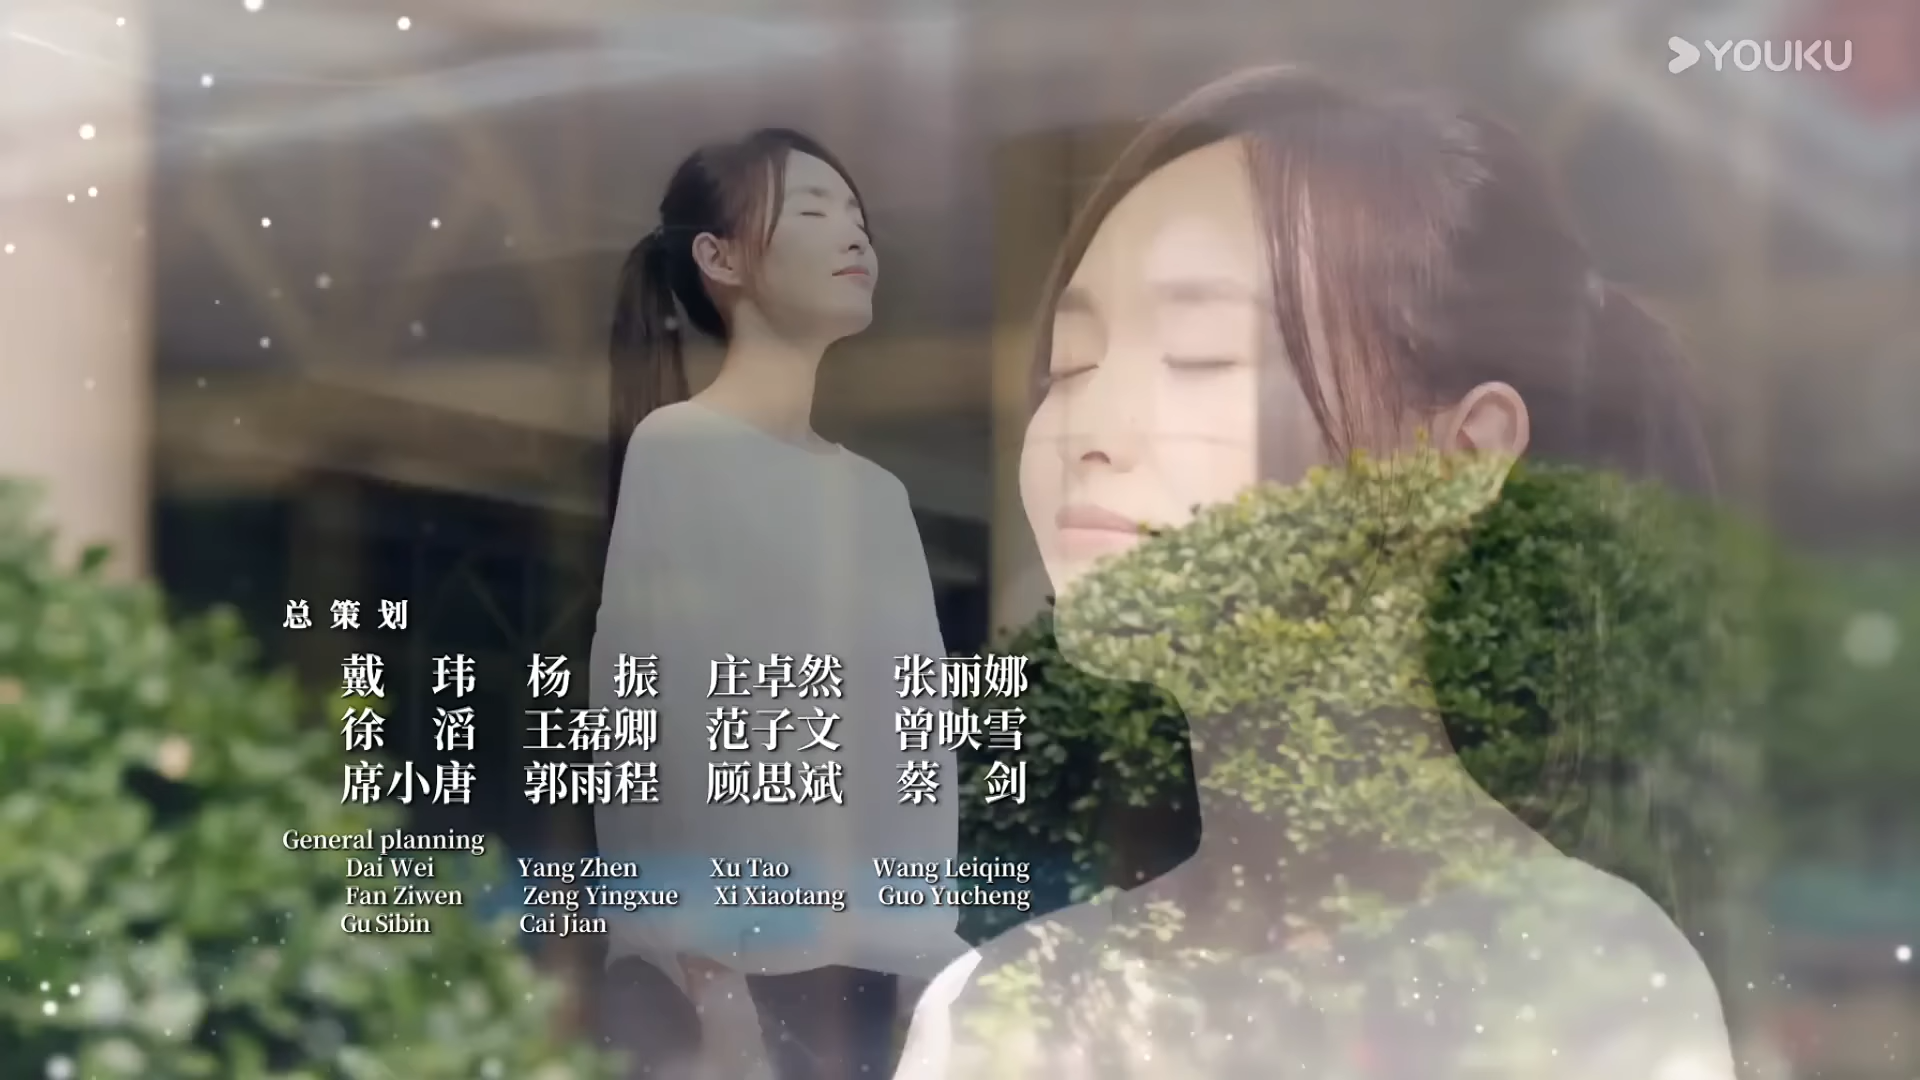 YOUKU
总策划
戴玮 杨振 庄卓然 张丽娜
徐滔 王磊卿 范子文 曾映雪
席小唐 郭雨程 顾思斌 蔡剑
General planning
Dai Wei Yang Zhen Xu Tao Wang Leiqing
Fan Ziwen Zeng Yingxue Xi Xiaotang Guo Yucheng
Gu Sibin Cai Jian